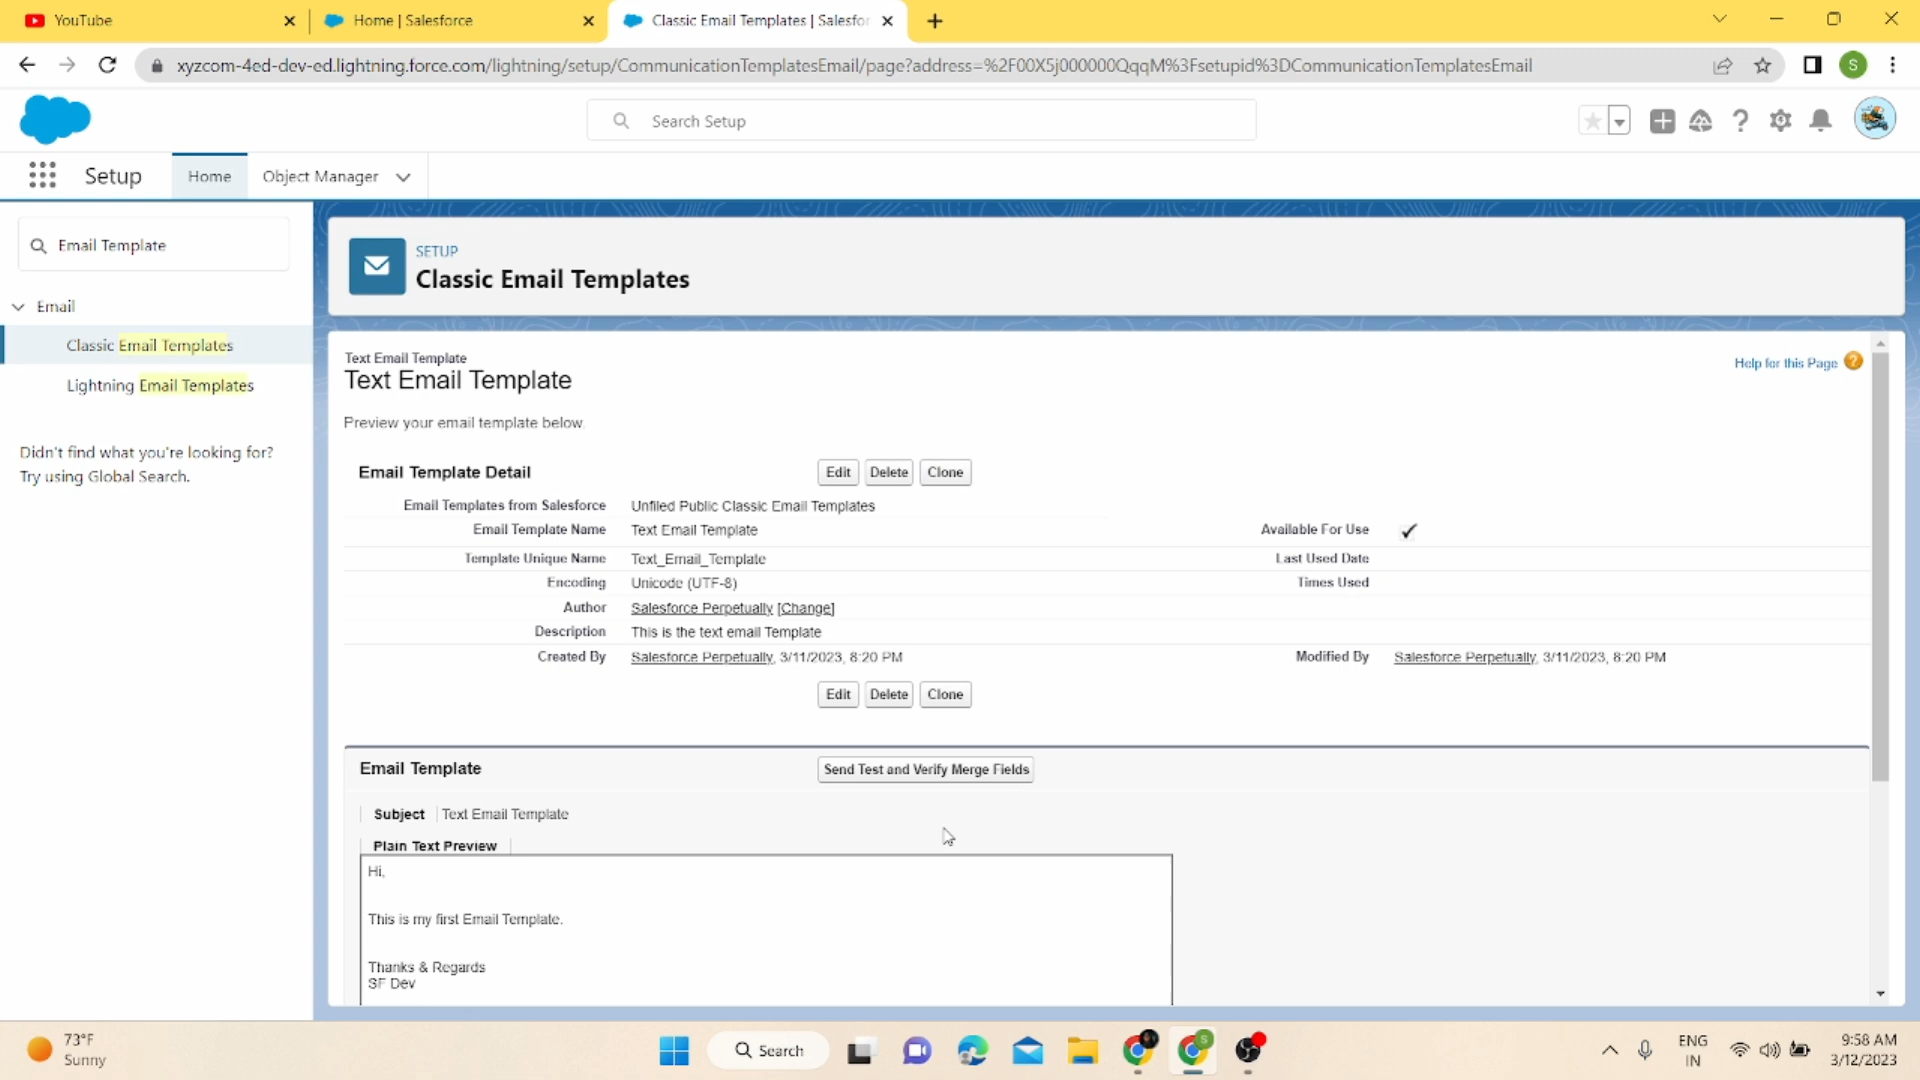 YouTube
Home | Salesforce
Classic Email Templates | Salesfor
xyzcom-4ed-dev-ed.lightning.force.com/lightning/setup/CommunicationTemplatesEmail/page?address=%2F00X5j000000QqqM%3Fsetupid%3DCommunicationTemplatesEmail
S
Search Setup
Setup
Home
Object Manager
Email Template
Email
Classic Email Templates
Lightning Email Templates
Didn't find what you're looking for?
Try using Global Search.
SETUP
Classic Email Templates
Text Email Template
Text Email Template
Help for this Page
Preview your email template below.
Email Template Detail
Edit Delete Clone
Email Templates from Salesforce Unfiled Public Classic Email Templates
Email Template Name Text Email Template Available For Use
Template Unique Name Text_Email_Template Last Used Date
Encoding Unicode (UTF-8) Times Used
Author Salesforce Perpetually [Change]
Description This is the text email Template
Created By Salesforce Perpetually, 3/11/2023, 8:20 PM Modified By Salesforce Perpetually, 3/11/2023, 8:20 PM
Edit Delete Clone
Email Template Send Test and Verify Merge Fields
Subject Text Email Template
Plain Text Preview
Hi,
This is my first Email Template.
Thanks & Regards
SF Dev
73°F
Sunny
Search
S
ENG
IN
9:58 AM
3/12/2023